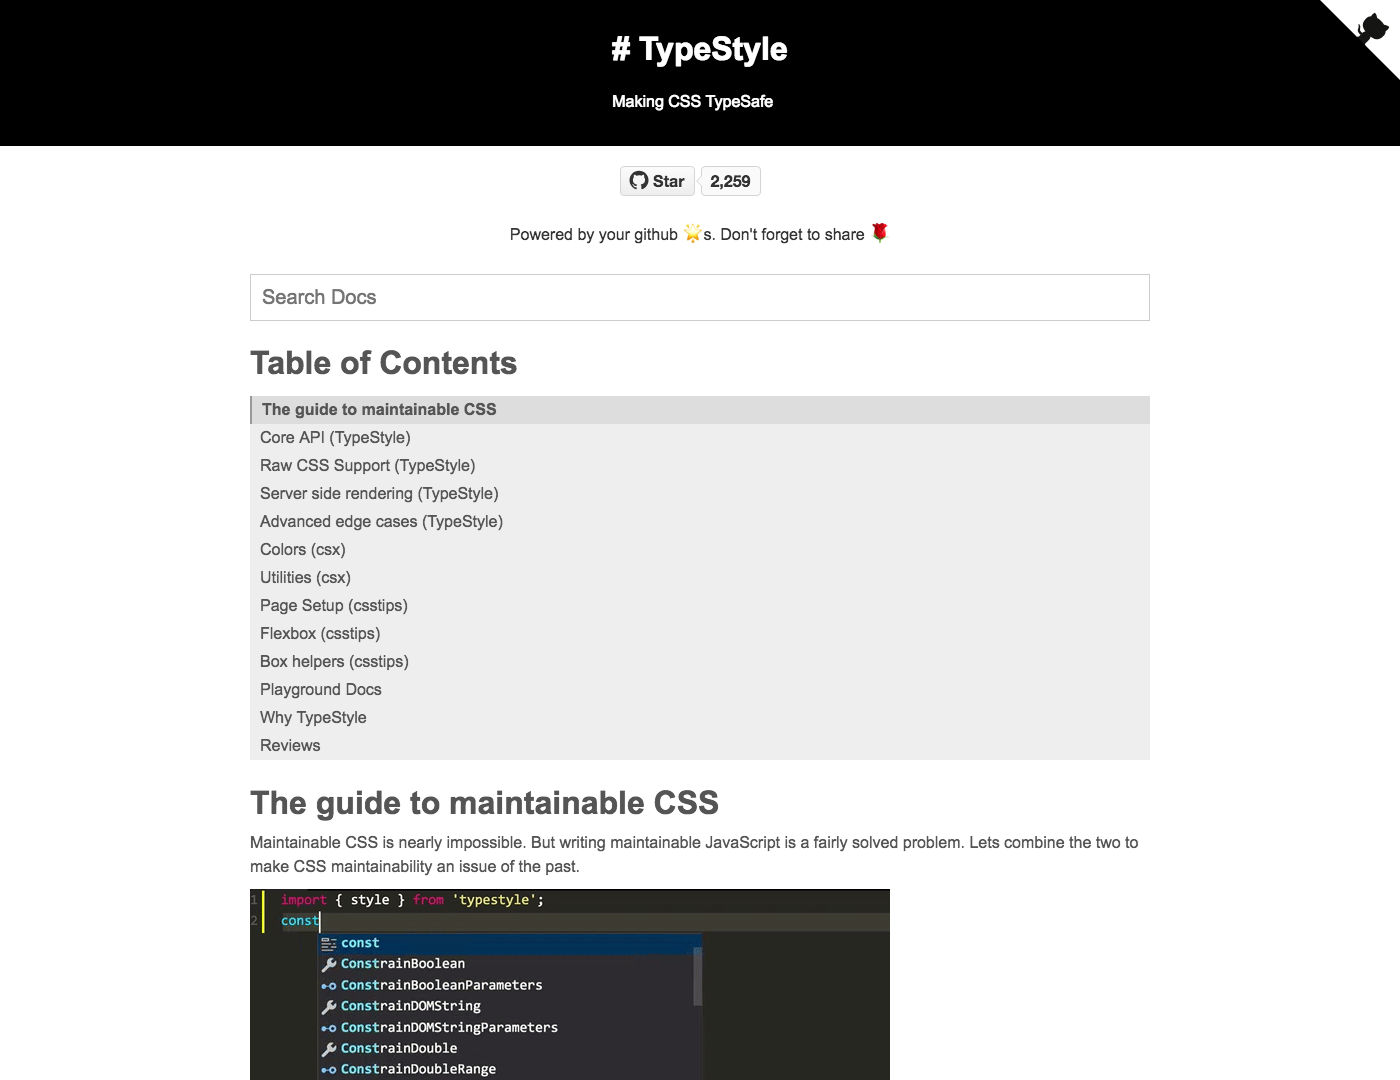 # TypeStyle
Making CSS TypeSafe
Star 2,259
Powered by your github 🌟s. Don't forget to share 🌹
Search Docs
Table of Contents
The guide to maintainable CSS
Core API (TypeStyle)
Raw CSS Support (TypeStyle)
Server side rendering (TypeStyle)
Advanced edge cases (TypeStyle)
Colors (csx)
Utilities (csx)
Page Setup (csstips)
Flexbox (csstips)
Box helpers (csstips)
Playground Docs
Why TypeStyle
Reviews
The guide to maintainable CSS
Maintainable CSS is nearly impossible. But writing maintainable JavaScript is a fairly solved problem. Lets combine the two to
make CSS maintainability an issue of the past.
1 import { style } from 'typestyle';
2 const
const
ConstrainBoolean
ConstrainBooleanParameters
ConstrainDOMString
ConstrainDOMStringParameters
ConstrainDouble
ConstrainDoubleRange